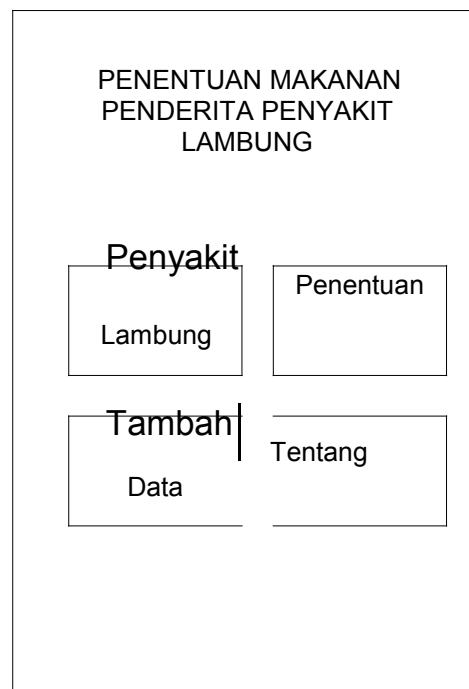 PENENTUAN MAKANAN
PENDERITA PENYAKIT
LAMBUNG
Penyakit
Lambung
Penentuan
Tambah
Data
Tentang